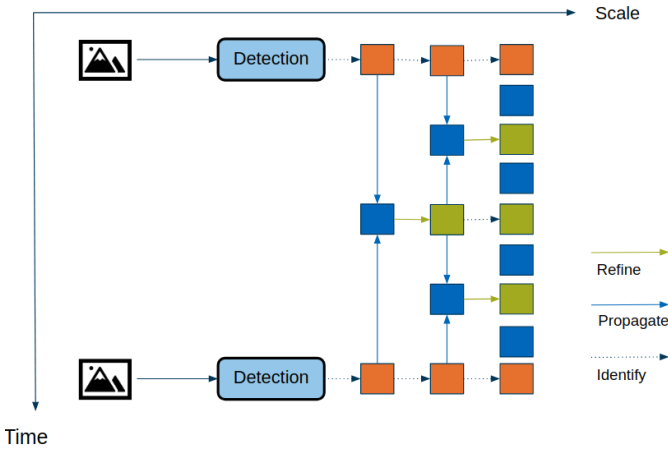 Scale
Detection
Refine
Propagate
Identify
Detection
Time